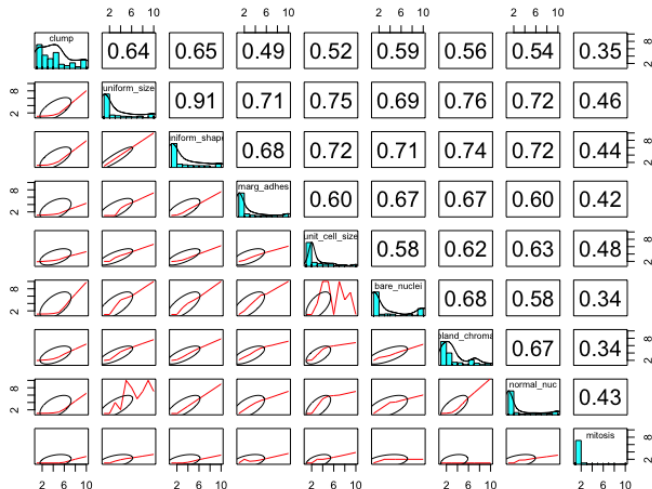 2 6 10 2 6 10 2 6 10 2 6 10
clump 0.64 0.65 0.49 0.52 0.59 0.56 0.54 0.35 2 8
2 8 uniform_size 0.91 0.71 0.75 0.69 0.76 0.72 0.46
niform_shap 0.68 0.72 0.71 0.74 0.72 0.44 2 8
2 8 marg_adhes 0.60 0.67 0.67 0.60 0.42
unit_cell_size 0.58 0.62 0.63 0.48 2 8
2 8 bare_nuclei 0.68 0.58 0.34
land_chroma 0.67 0.34 2 8
2 8 normal_nuc 0.43
mitosis 2 8
2 6 10 2 6 10 2 6 10 2 6 10 2 6 10